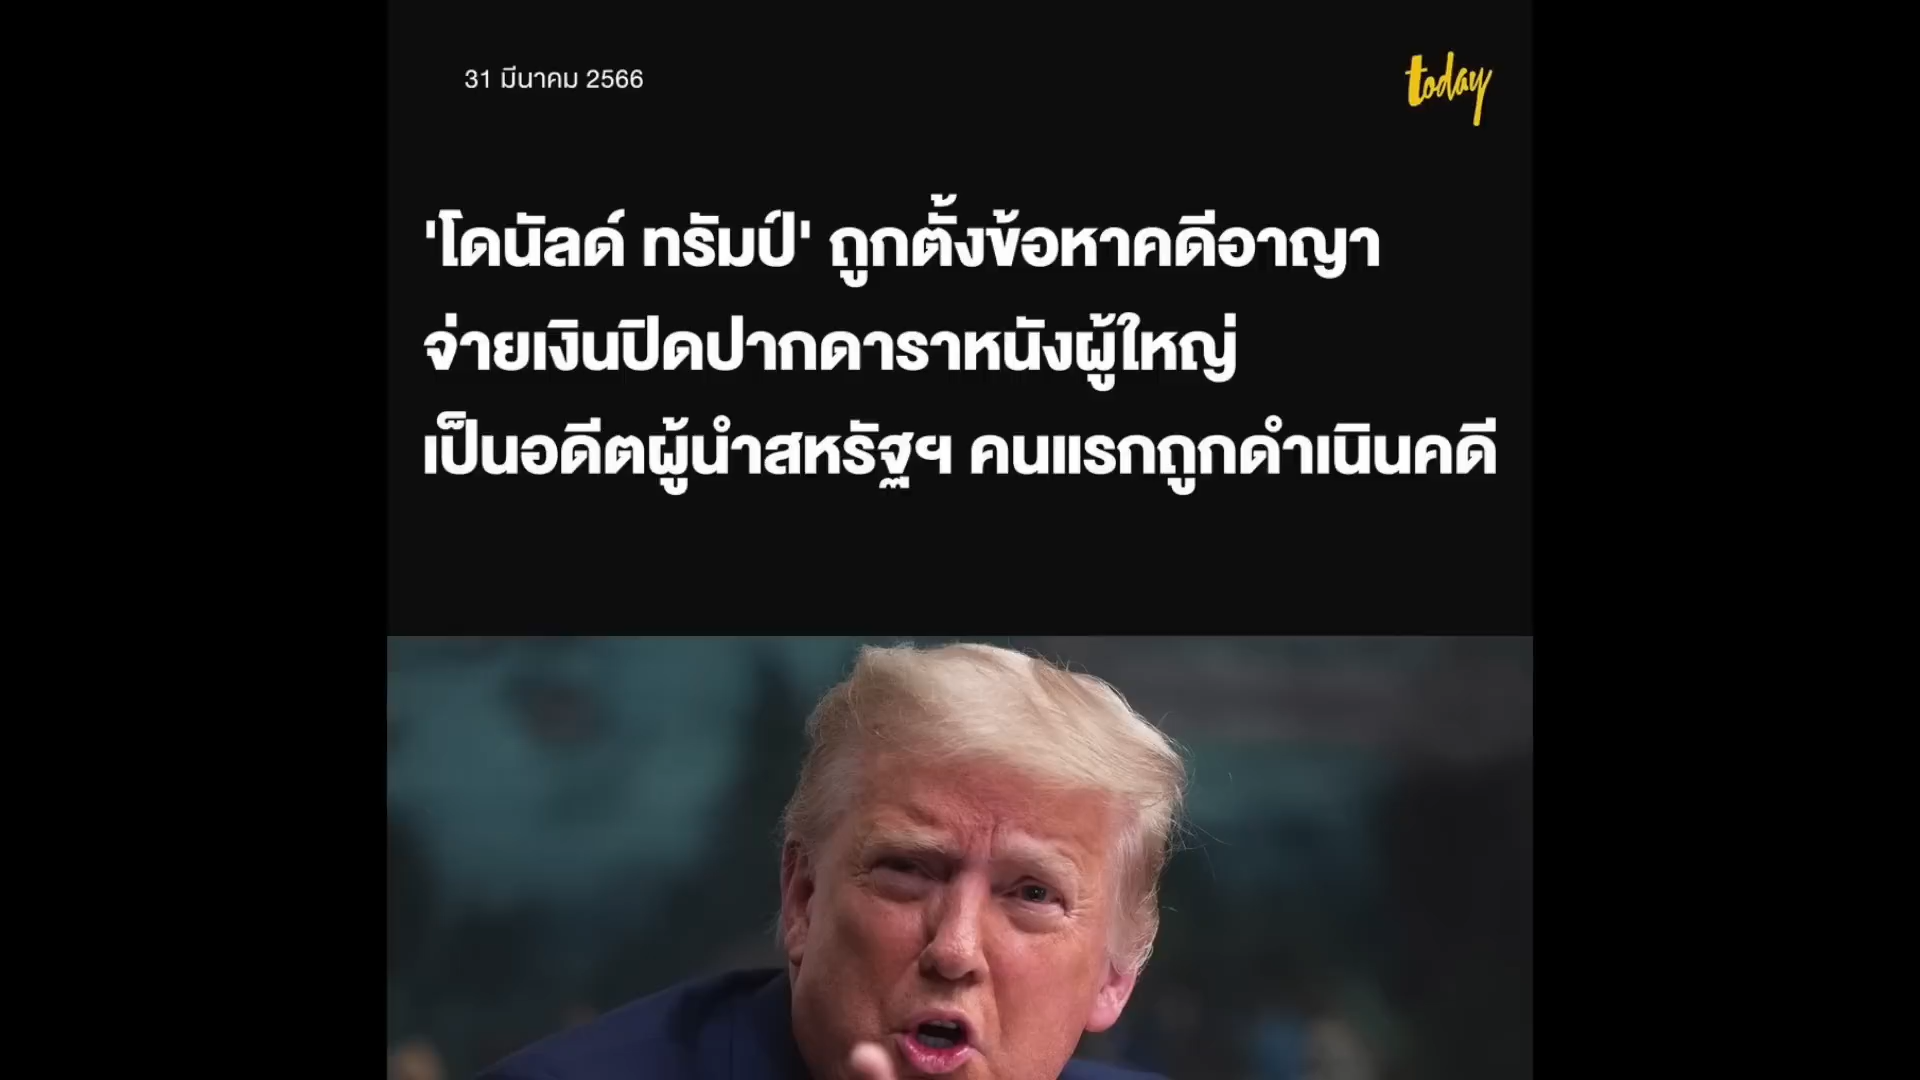 31 มีนาคม 2566
today
'โดนัลด์ ทรัมป์' ถูกตั้งข้อหาคดีอาญา
จ่ายเงินปิดปากดาราหนังผู้ใหญ่
เป็นอดีตผู้นำสหรัฐฯ คนแรกถูกดำเนินคดี